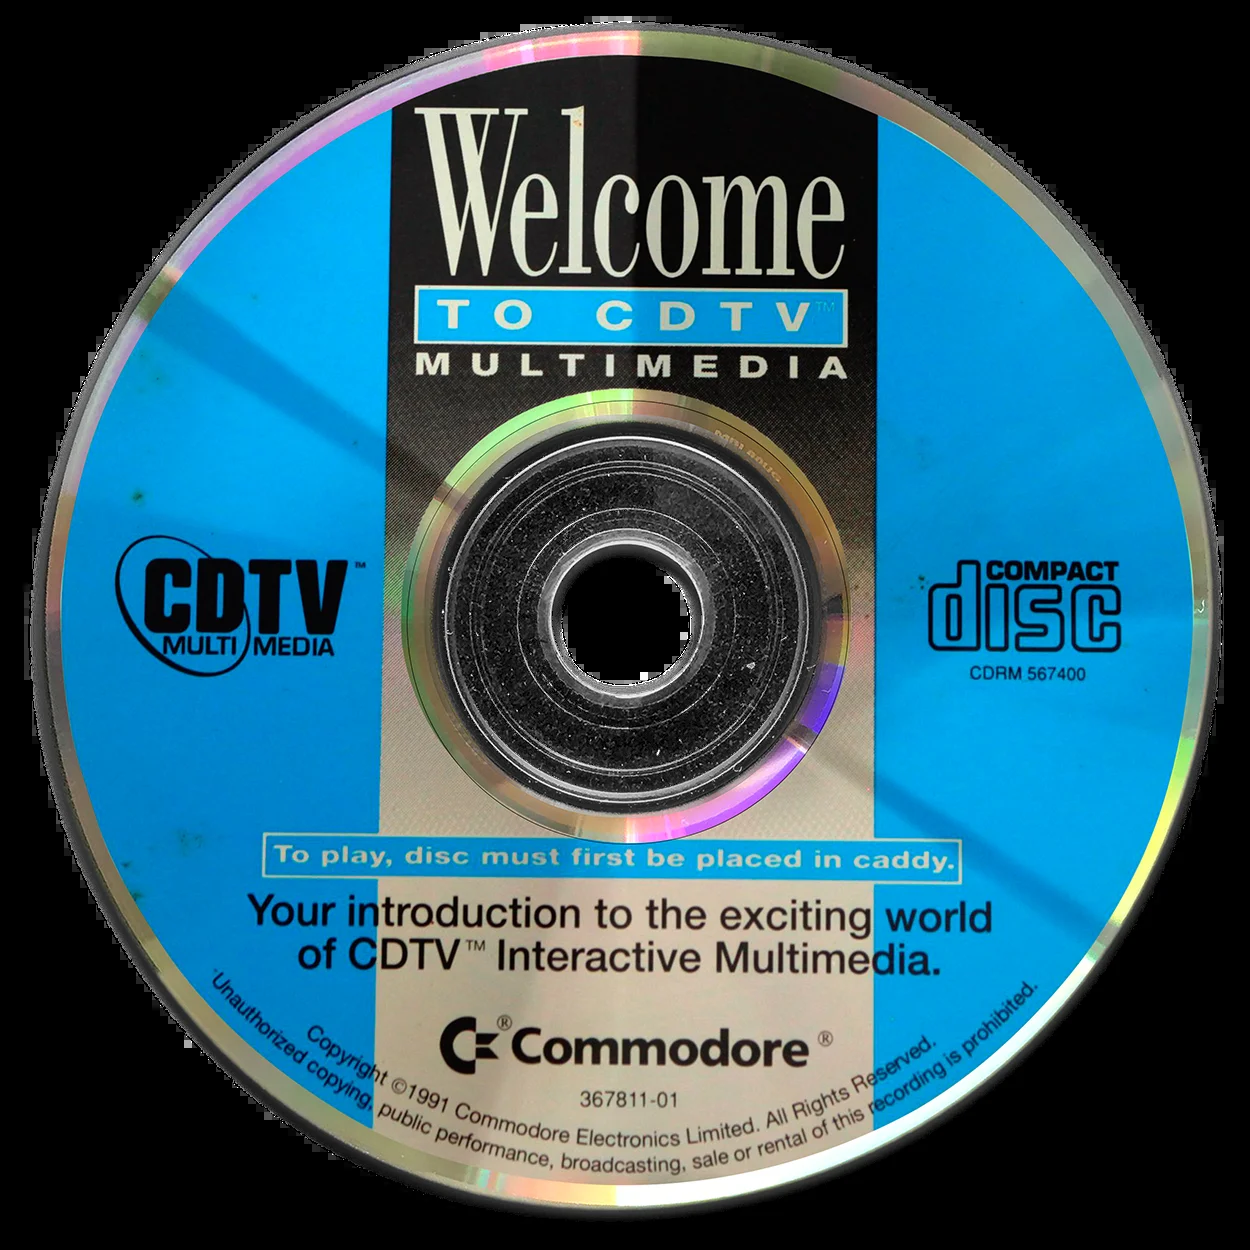 Welcome
TO CDTV™
MULTIMEDIA
CDTV™
MULTI MEDIA
COMPACT
disc
CDRM 567400
To play, disc must first be placed in caddy.
Your introduction to the exciting world
of CDTV™ Interactive Multimedia.
®Commodore®
367811-01
Copyright ©1991 Commodore Electronics Limited. All Rights Reserved.
Unauthorized copying, public performance, broadcasting, sale or rental of this recording is prohibited.